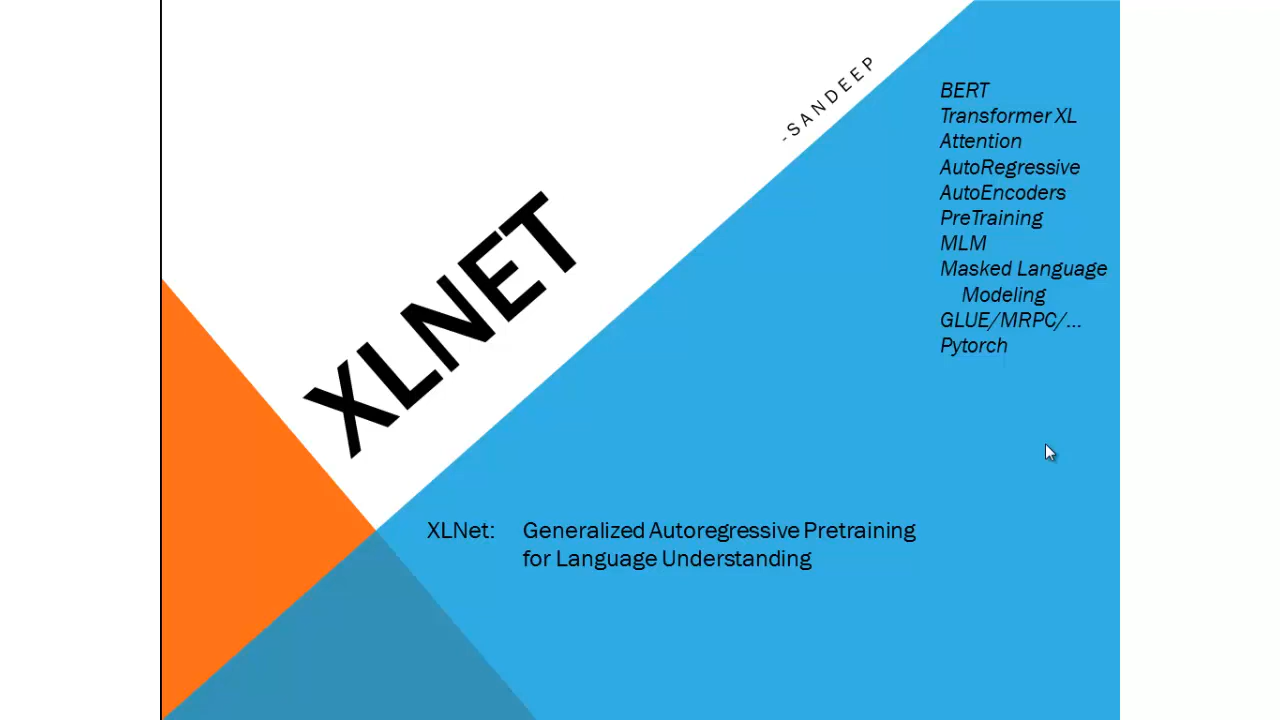 XLNET
-SANDEEP
BERT
Transformer XL
Attention
AutoRegressive
AutoEncoders
PreTraining
MLM
Masked Language
Modeling
GLUE/MRPC/...
Pytorch
XLNet: Generalized Autoregressive Pretraining
for Language Understanding